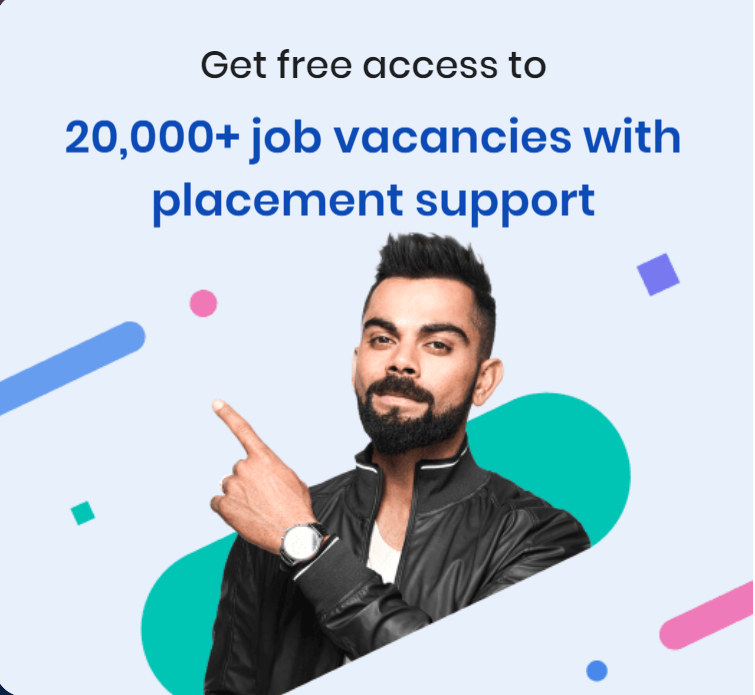 Get free access to
20,000+ job vacancies with
placement support